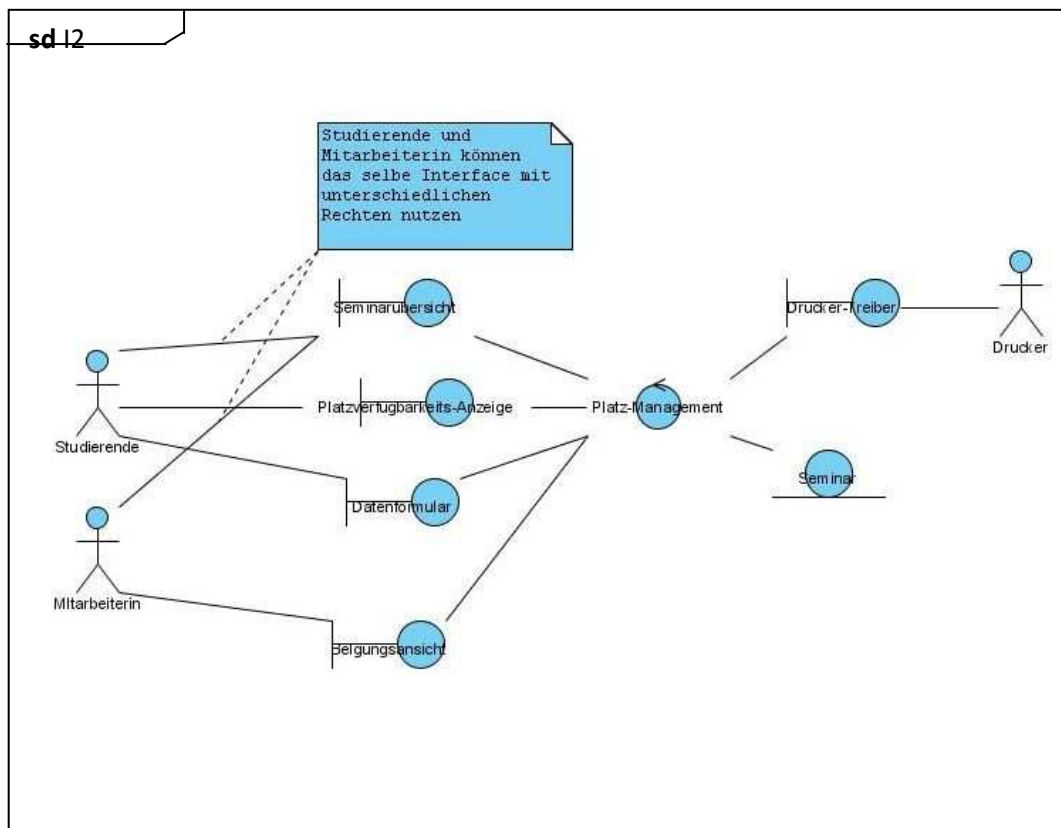 sd I2
Studierende und
Mitarbeiterin können
das selbe Interface mit
unterschiedlichen
Rechten nutzen
Seminarübersicht
Drucker-Treiber
Drucker
Platzverfügbarkeits-Anzeige
Platz-Management
Studierende
Seminar
Datenformular
MItarbeiterin
Belgungsansicht